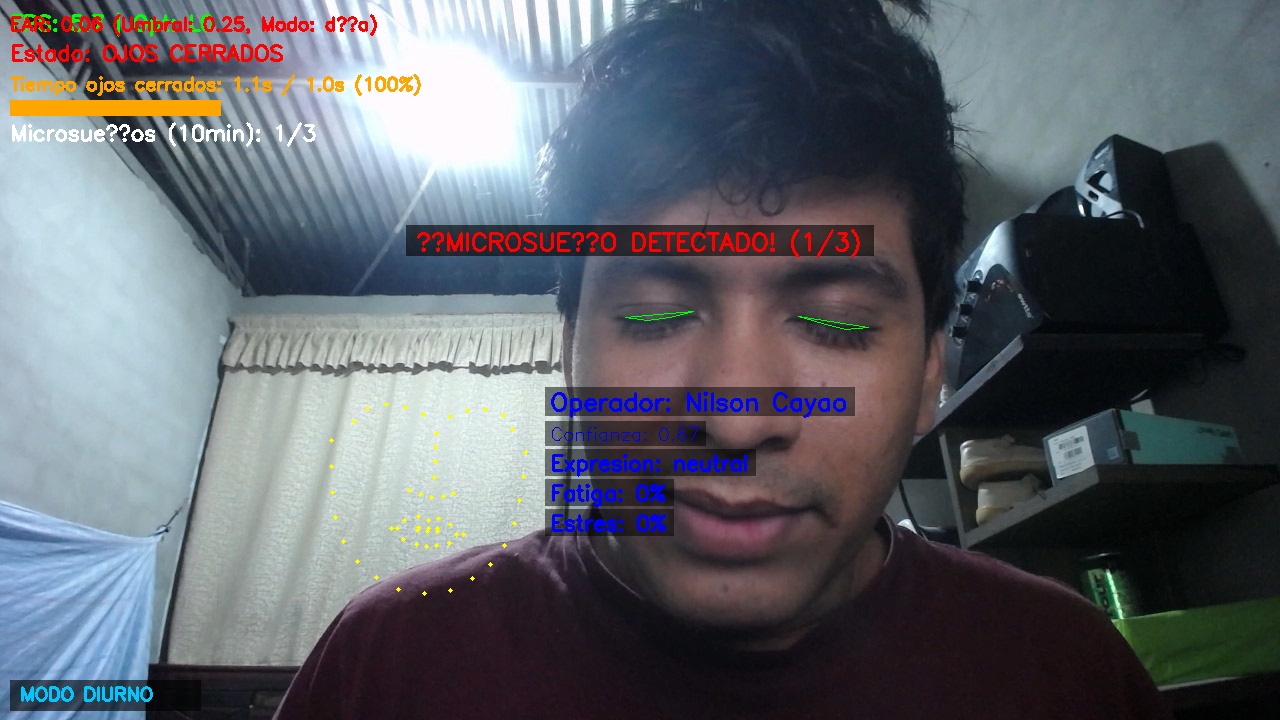 EAR: 0.06 (Umbral: 0.25, Modo: d??a)
Estado: OJOS CERRADOS
Tiempo ojos cerrados: 1.1s / 1.0s (100%)
Microsue??os (10min): 1/3
??MICROSUE??O DETECTADO! (1/3)
Operador: Nilson Cayao
Confianza: 0.67
Expresion: neutral
Fatiga: 0%
Estres: 0%
MODO DIURNO